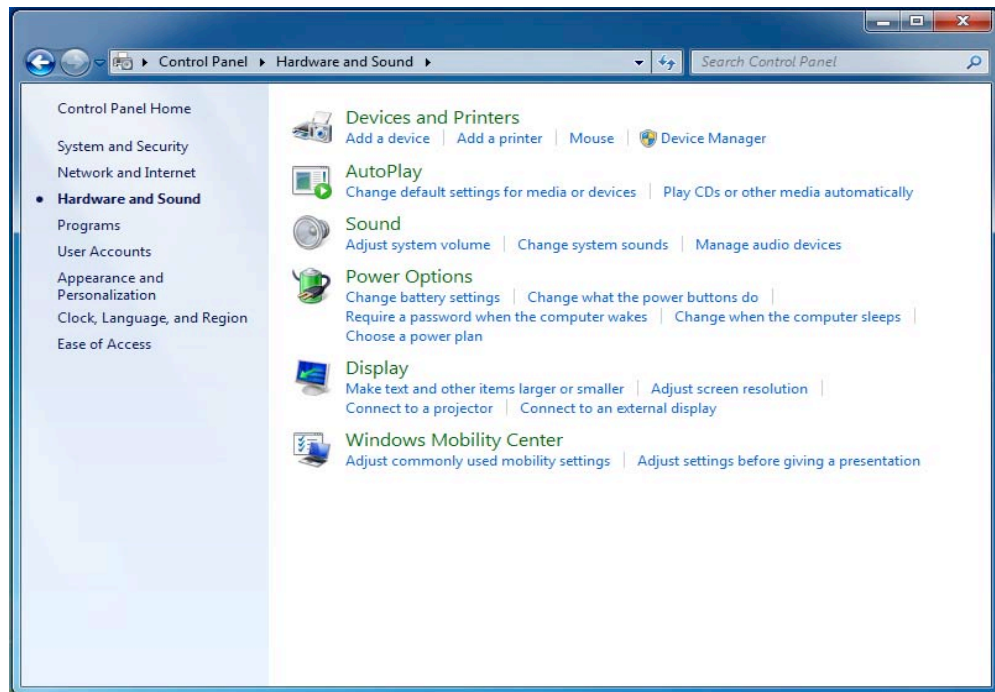 Control Panel Hardware and Sound
Search Control Panel
Control Panel Home
System and Security
Network and Internet
Hardware and Sound
Programs
User Accounts
Appearance and
Personalization
Clock, Language, and Region
Ease of Access
Devices and Printers
Add a device Add a printer Mouse Device Manager
AutoPlay
Change default settings for media or devices Play CDs or other media automatically
Sound
Adjust system volume Change system sounds Manage audio devices
Power Options
Change battery settings Change what the power buttons do
Require a password when the computer wakes Change when the computer sleeps
Choose a power plan
Display
Make text and other items larger or smaller Adjust screen resolution
Connect to a projector Connect to an external display
Windows Mobility Center
Adjust commonly used mobility settings Adjust settings before giving a presentation